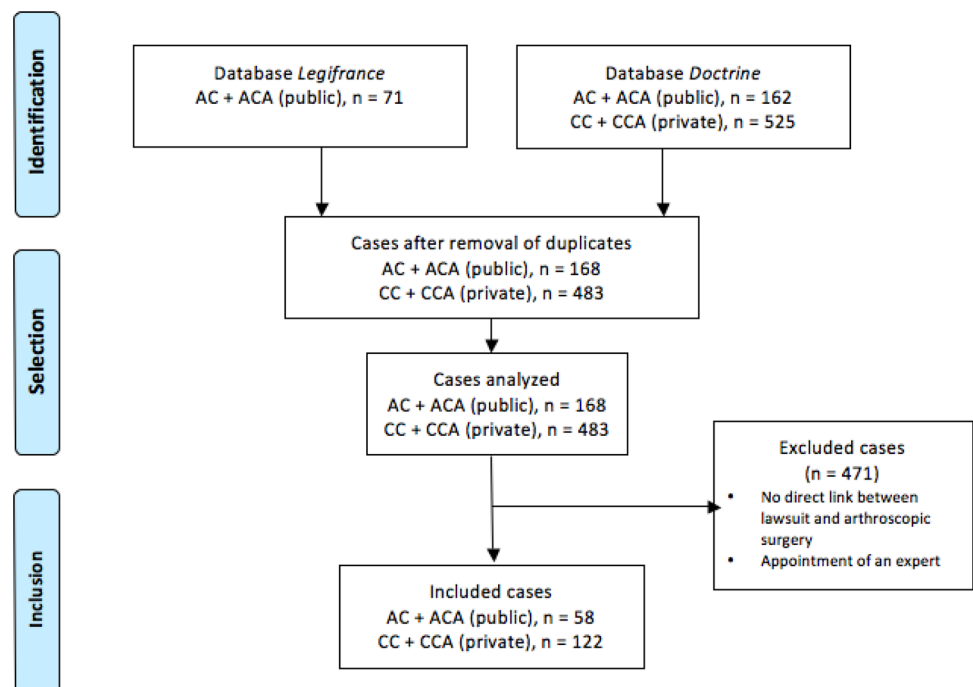 Identification
Database Legifrance
AC + ACA (public), n = 71
Database Doctrine
AC + ACA (public), n = 162
CC + CCA (private), n = 525
Selection
Cases after removal of duplicates
AC + ACA (public), n = 168
CC + CCA (private), n = 483
Cases analyzed
AC + ACA (public), n = 168
CC + CCA (private), n = 483
Excluded cases
(n = 471)
• No direct link between
lawsuit and arthroscopic
surgery
• Appointment of an expert
Inclusion
Included cases
AC + ACA (public), n = 58
CC + CCA (private), n = 122